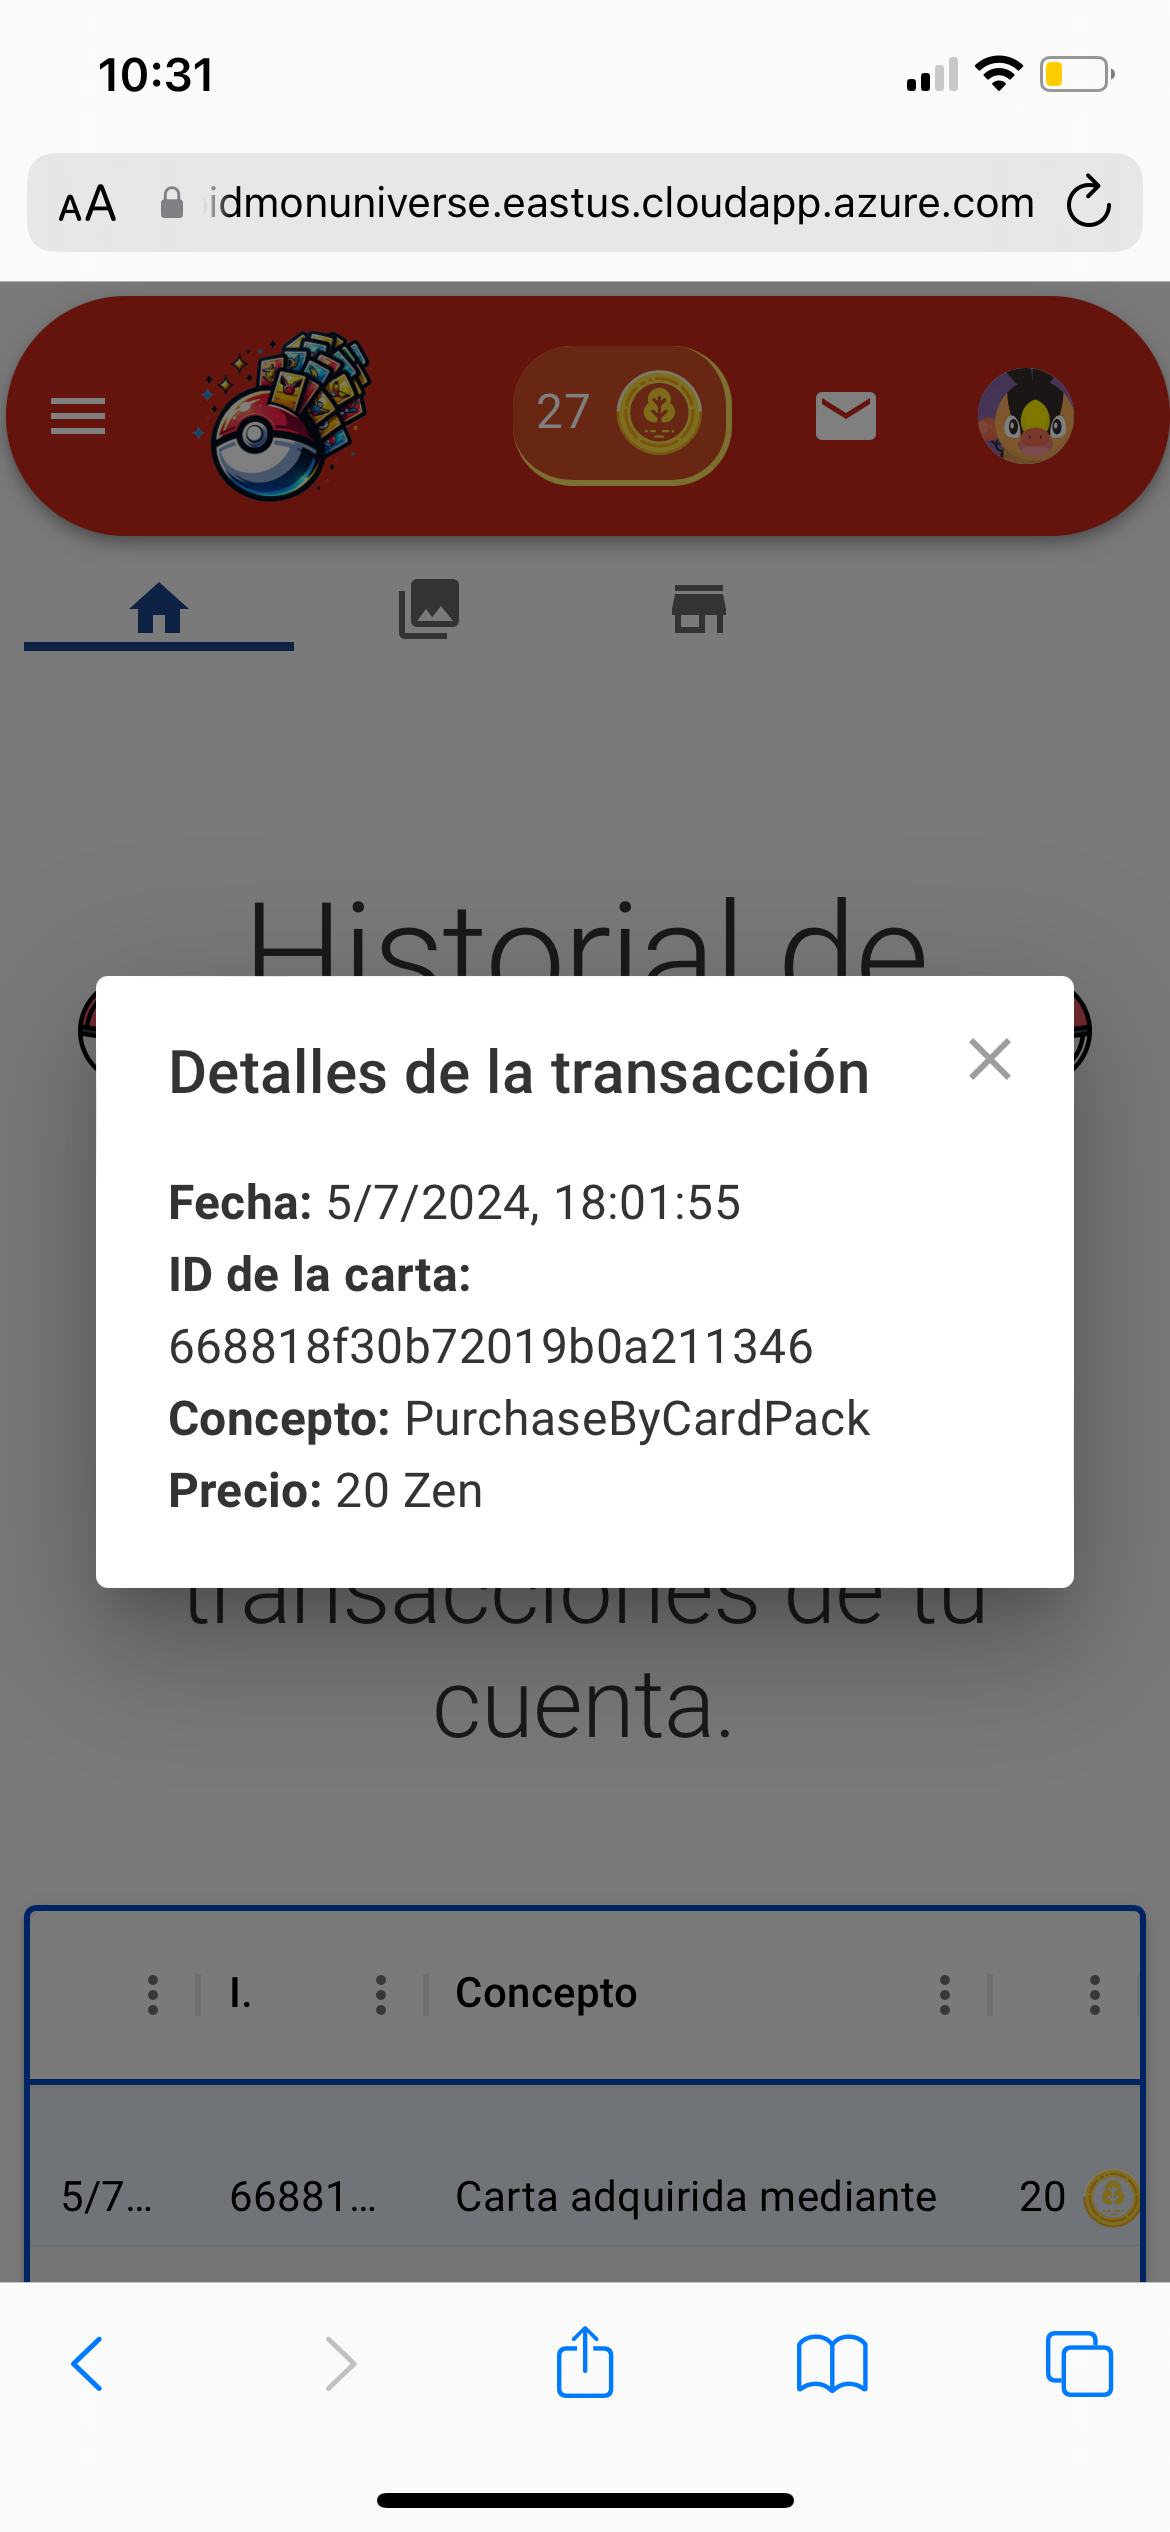 10:31
AA idmonuniverse.eastus.cloudapp.azure.com
27
Historial de
Detalles de la transacción
Fecha: 5/7/2024, 18:01:55
ID de la carta:
668818f30b72019b0a211346
Concepto: PurchaseByCardPack
Precio: 20 Zen
transacciones de tu
cuenta.
I. Concepto
5/7... 66881... Carta adquirida mediante 20